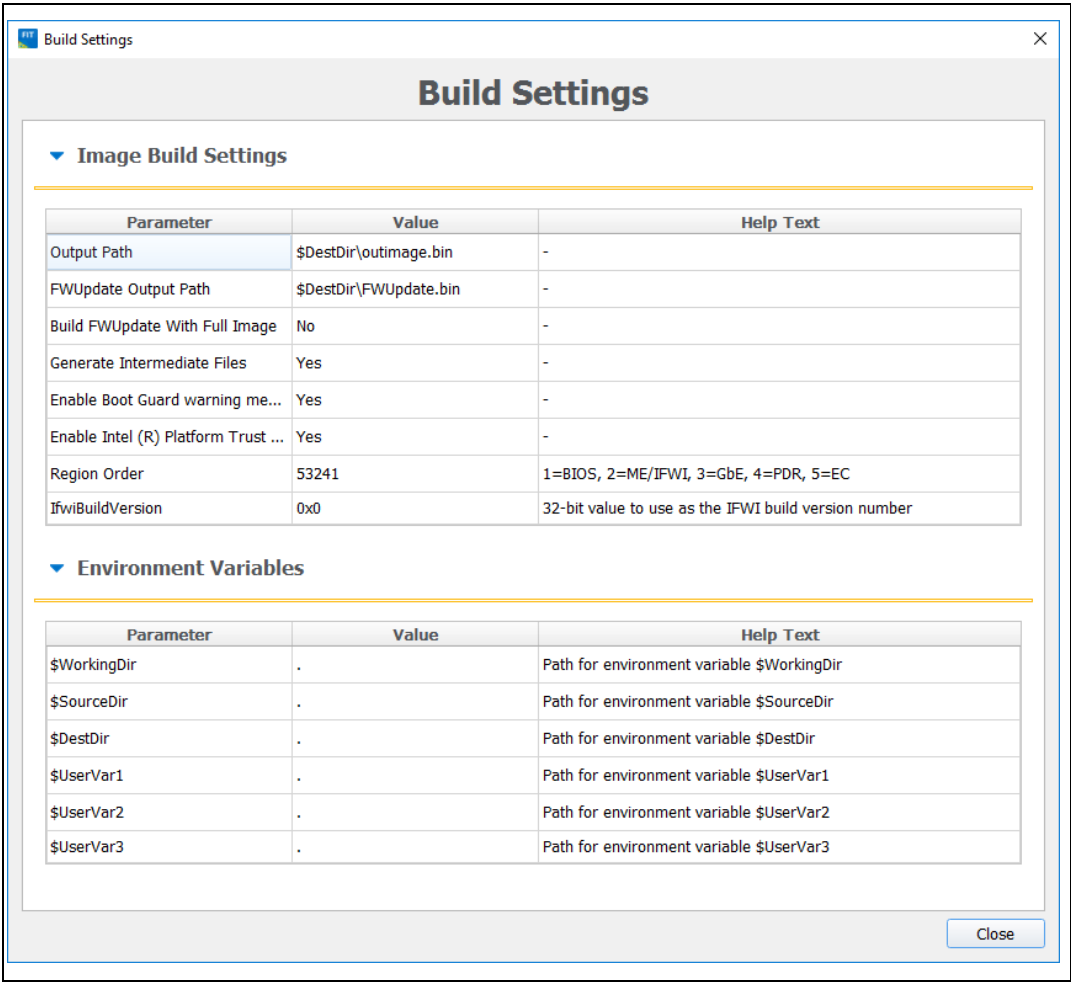 FIT Build Settings
Build Settings
Image Build Settings
Parameter Value Help Text
Output Path $DestDir\outimage.bin -
FWUpdate Output Path $DestDir\FWUpdate.bin -
Build FWUpdate With Full Image No -
Generate Intermediate Files Yes -
Enable Boot Guard warning me... Yes -
Enable Intel (R) Platform Trust ... Yes -
Region Order 53241 1=BIOS, 2=ME/IFWI, 3=GbE, 4=PDR, 5=EC
IfwiBuildVersion 0x0 32-bit value to use as the IFWI build version number
Environment Variables
Parameter Value Help Text
$WorkingDir . Path for environment variable $WorkingDir
$SourceDir . Path for environment variable $SourceDir
$DestDir . Path for environment variable $DestDir
$UserVar1 . Path for environment variable $UserVar1
$UserVar2 . Path for environment variable $UserVar2
$UserVar3 . Path for environment variable $UserVar3
Close